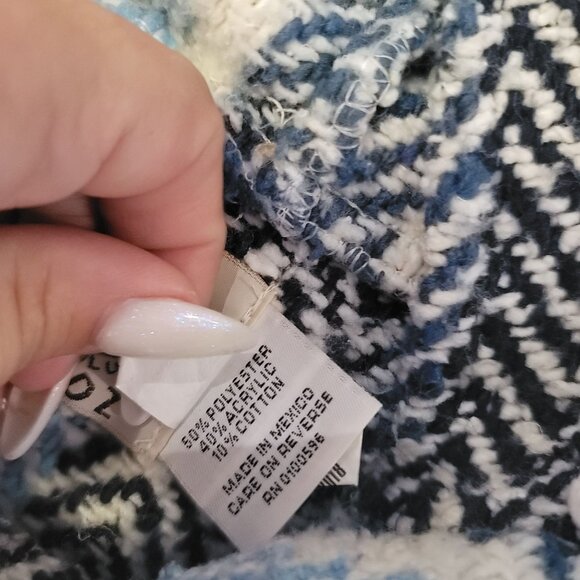 50% POLYESTER
40% ACRYLIC
10% COTTON
MADE IN MEXICO
CARE ON REVERSE
RN 0100596